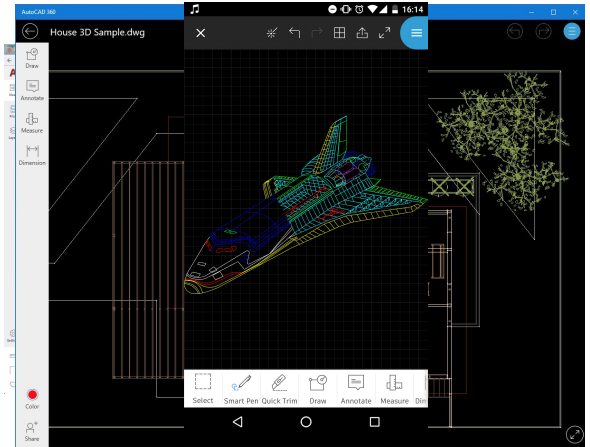 AutoCAD 360
House 3D Sample.dwg
16:14
Draw
Annotate
Measure
Dimension
Color
Share
Select
Smart Pen
Quick Trim
Draw
Annotate
Measure
Dim